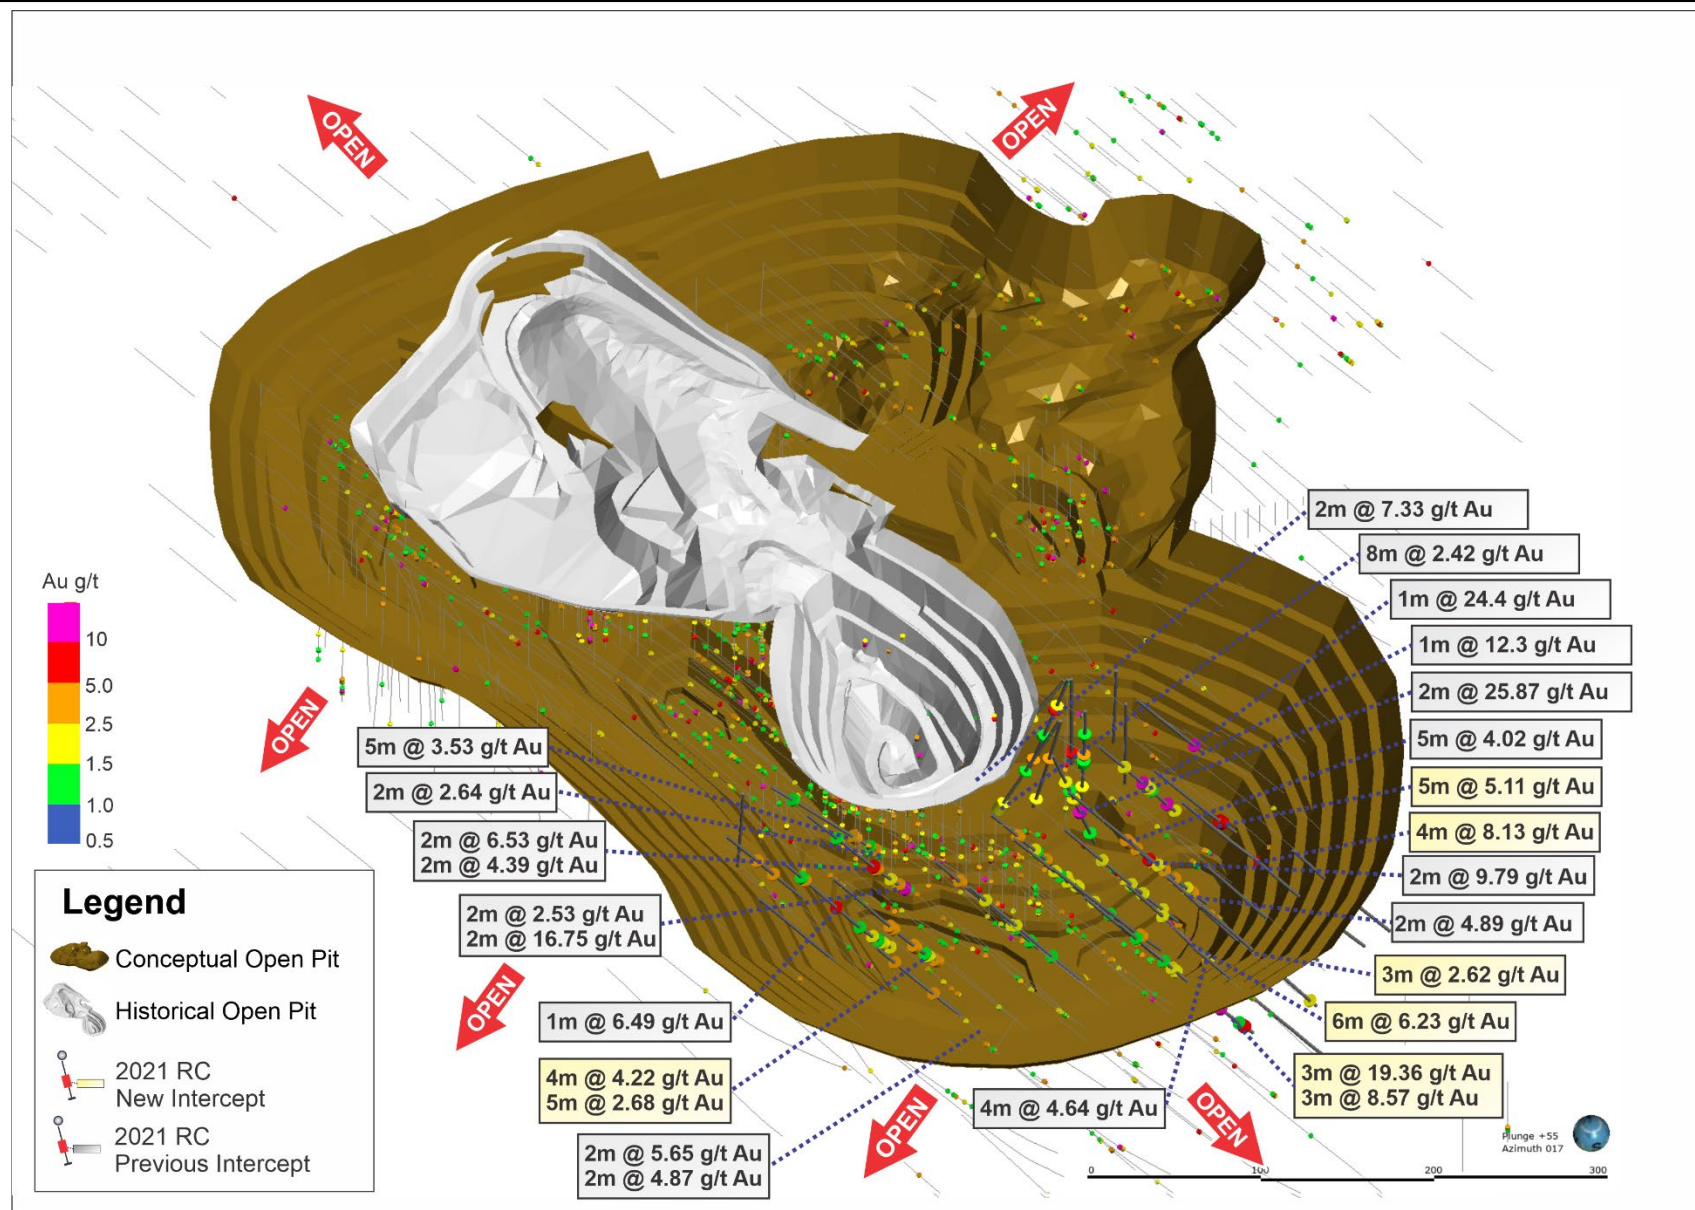 OPEN
OPEN
2m @ 7.33 g/t Au
8m @ 2.42 g/t Au
1m @ 24.4 g/t Au
1m @ 12.3 g/t Au
2m @ 25.87 g/t Au
5m @ 4.02 g/t Au
5m @ 5.11 g/t Au
4m @ 8.13 g/t Au
2m @ 9.79 g/t Au
2m @ 4.89 g/t Au
3m @ 2.62 g/t Au
6m @ 6.23 g/t Au
3m @ 19.36 g/t Au
3m @ 8.57 g/t Au
Au g/t
10
5.0
2.5
1.5
1.0
0.5
OPEN
5m @ 3.53 g/t Au
2m @ 2.64 g/t Au
2m @ 6.53 g/t Au
2m @ 4.39 g/t Au
2m @ 2.53 g/t Au
2m @ 16.75 g/t Au
OPEN
1m @ 6.49 g/t Au
4m @ 4.22 g/t Au
5m @ 2.68 g/t Au
2m @ 5.65 g/t Au
2m @ 4.87 g/t Au
OPEN
4m @ 4.64 g/t Au
OPEN
Legend
Conceptual Open Pit
Historical Open Pit
2021 RC
New Intercept
2021 RC
Previous Intercept
Plunge +55
Azimuth 017
0 100 200 300